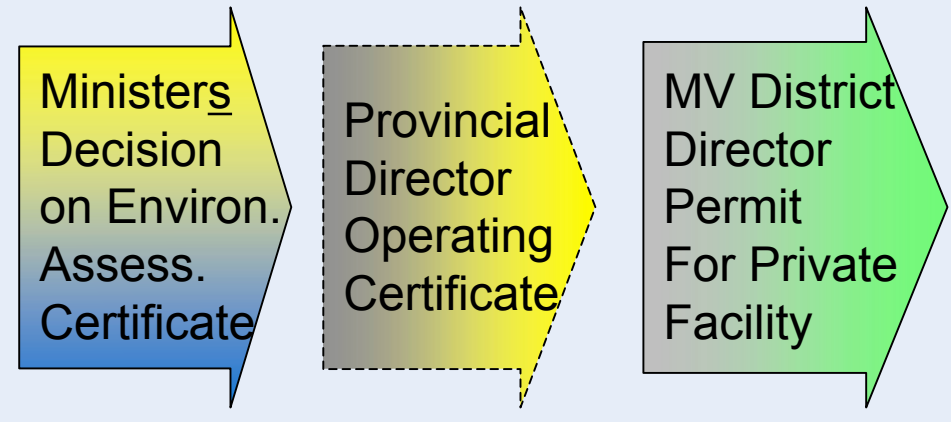 Ministers
Decision
on Environ.
Assess.
Certificate
Provincial
Director
Operating
Certificate
MV District
Director
Permit
For Private
Facility